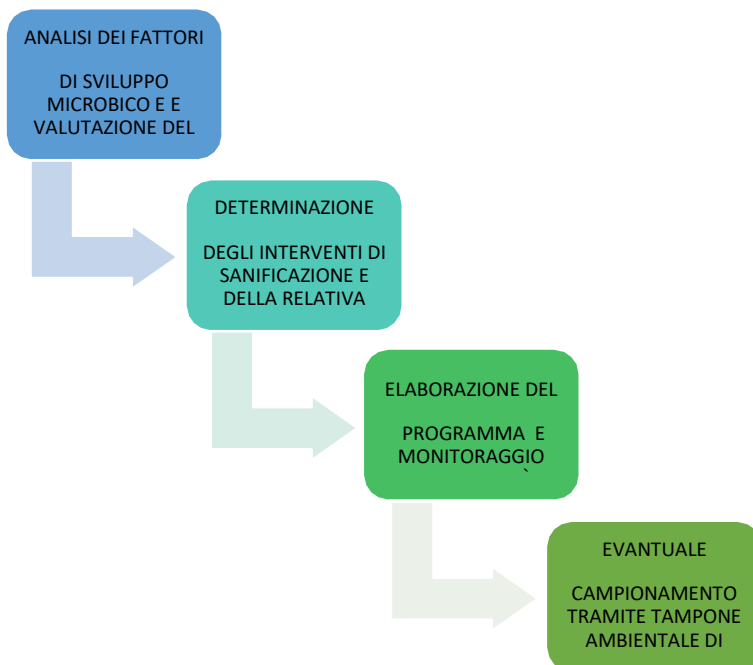 ANALISI DEI FATTORI
DI SVILUPPO
MICROBICO E E
VALUTAZIONE DEL
DETERMINAZIONE
DEGLI INTERVENTI DI
SANIFICAZIONE E
DELLA RELATIVA
ELABORAZIONE DEL
PROGRAMMA E
MONITORAGGIO
EVANTUALE
CAMPIONAMENTO
TRAMITE TAMPONE
AMBIENTALE DI